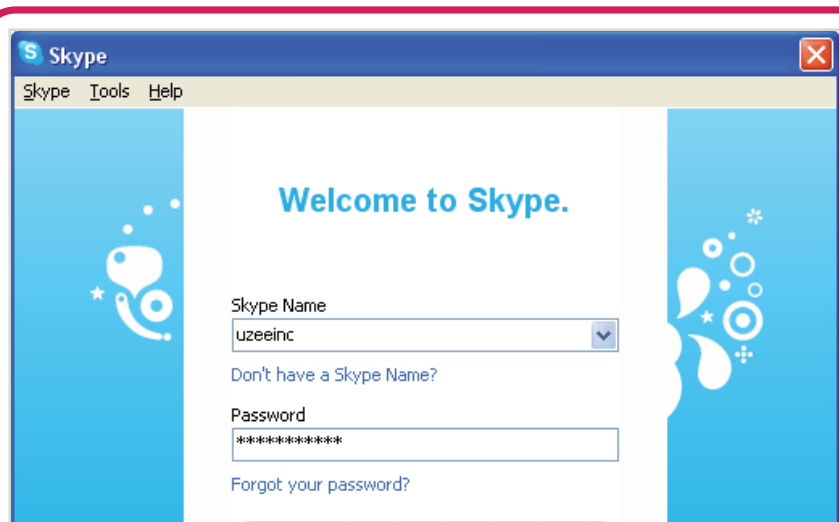 Skype
Skype Tools Help
Welcome to Skype.
Skype Name
uzeeinc
Don't have a Skype Name?
Password
***********
Forgot your password?